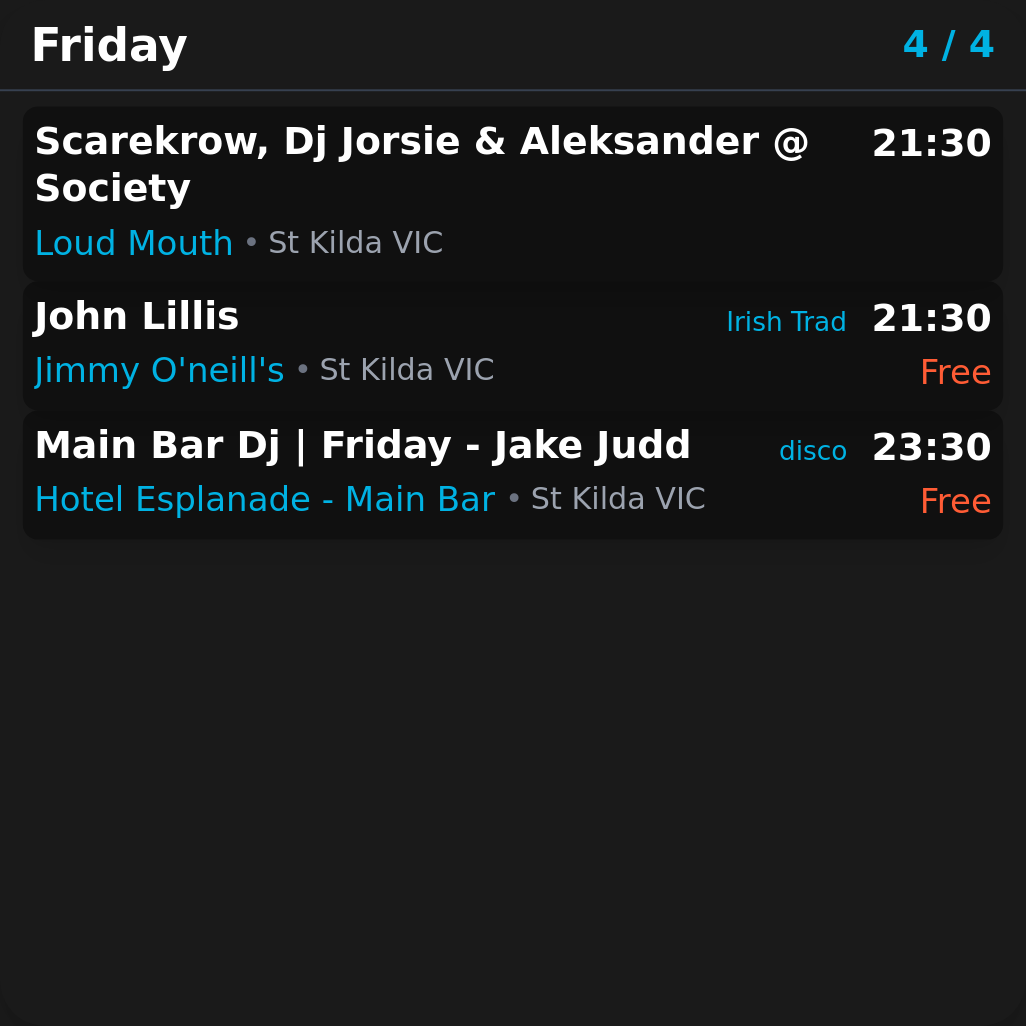 Friday 4 / 4
Scarekrow, Dj Jorsie & Aleksander @ 21:30
Society
Loud Mouth • St Kilda VIC
John Lillis Irish Trad 21:30
Jimmy O'neill's • St Kilda VIC Free
Main Bar Dj | Friday - Jake Judd disco 23:30
Hotel Esplanade - Main Bar • St Kilda VIC Free